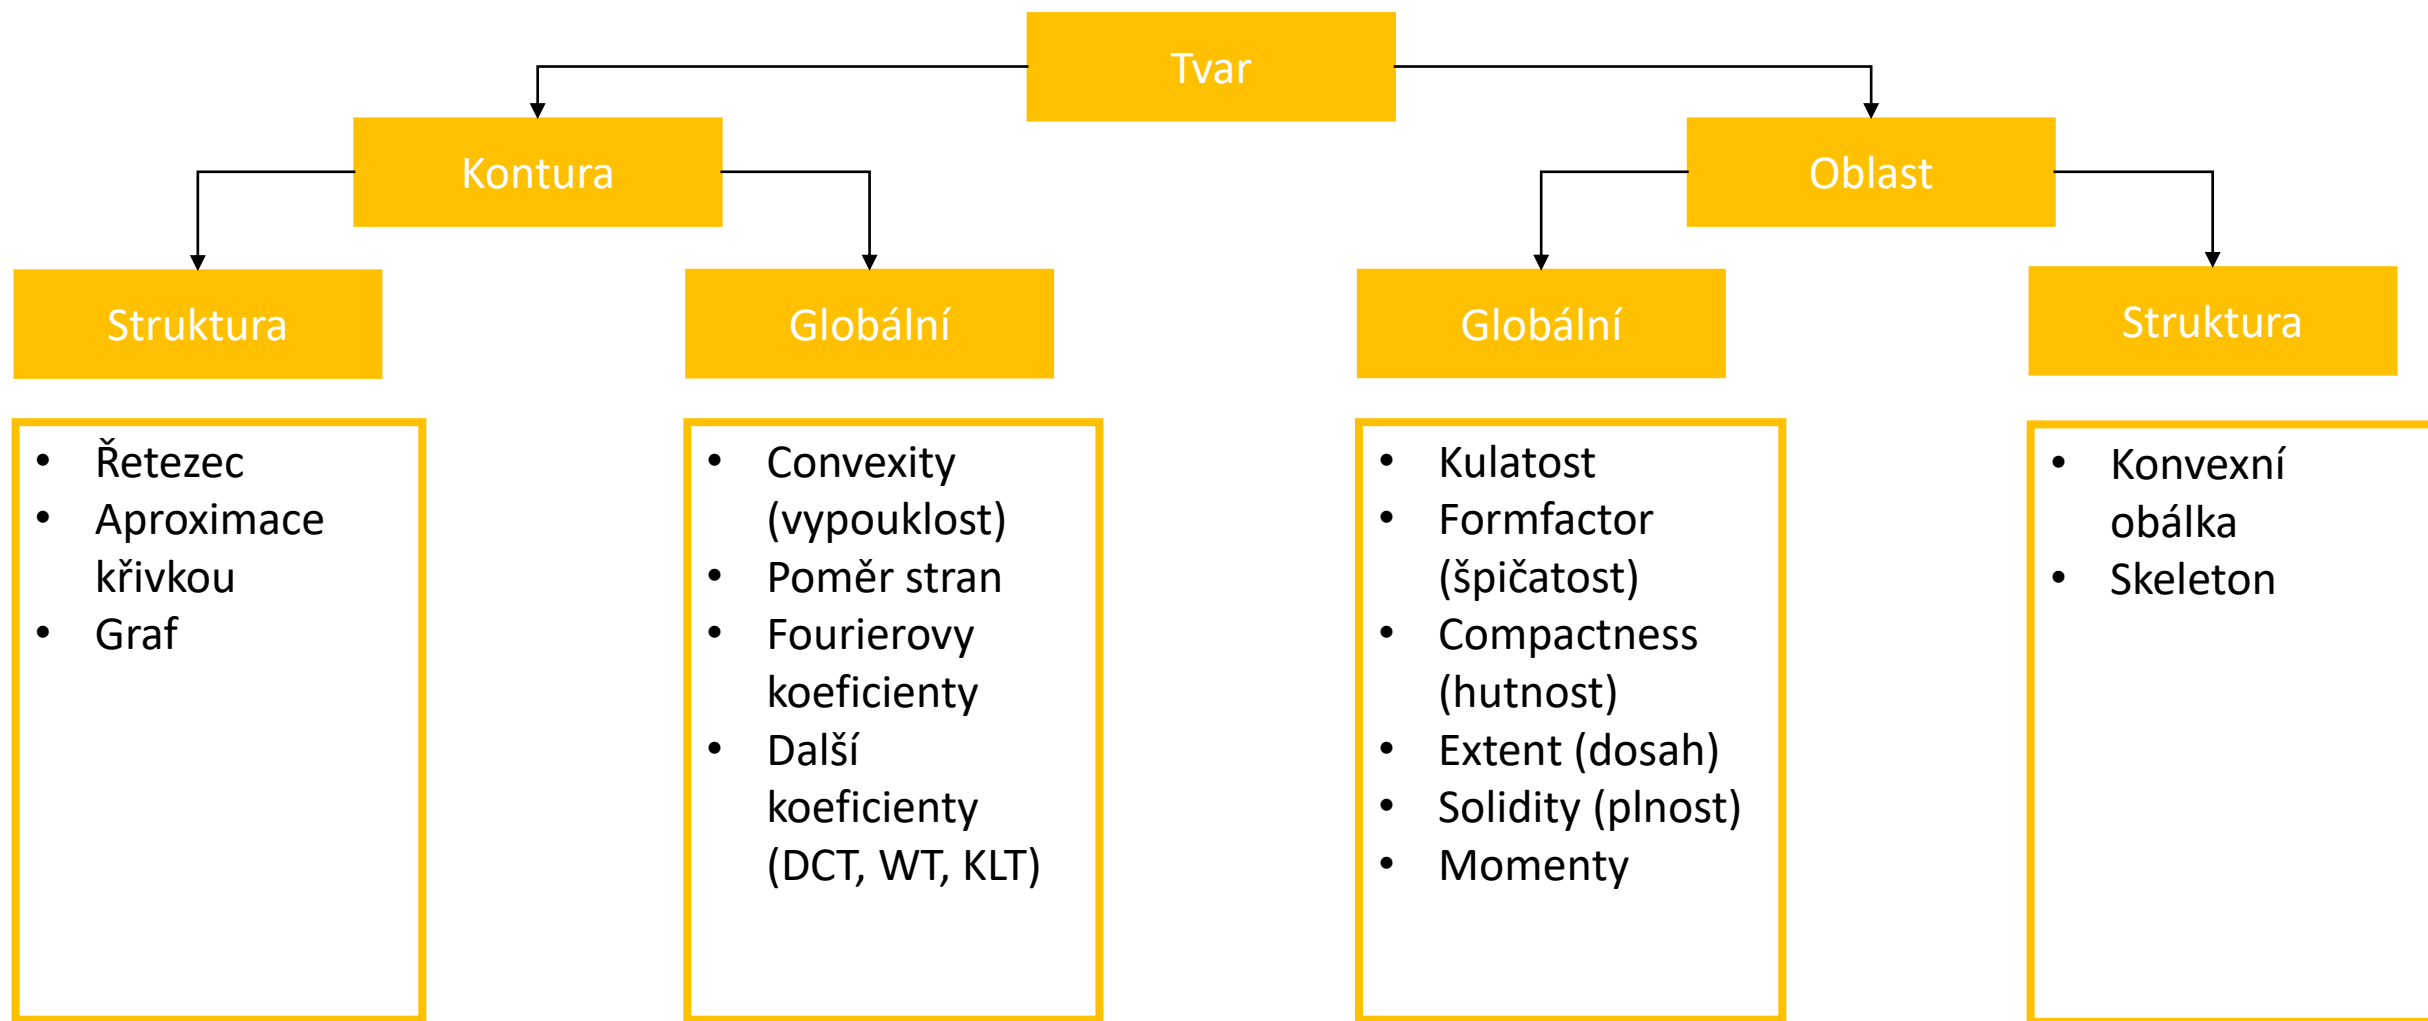 Tvar
Kontura
Oblast
Struktura
Globální
Globální
Struktura
• Řetezec
• Aproximace
křivkou
• Graf
• Convexity
(vypouklost)
• Poměr stran
• Fourierovy
koeficienty
• Další
koeficienty
(DCT, WT, KLT)
• Kulatost
• Formfactor
(špičatost)
• Compactness
(hutnost)
• Extent (dosah)
• Solidity (plnost)
• Momenty
• Konvexní
obálka
• Skeleton